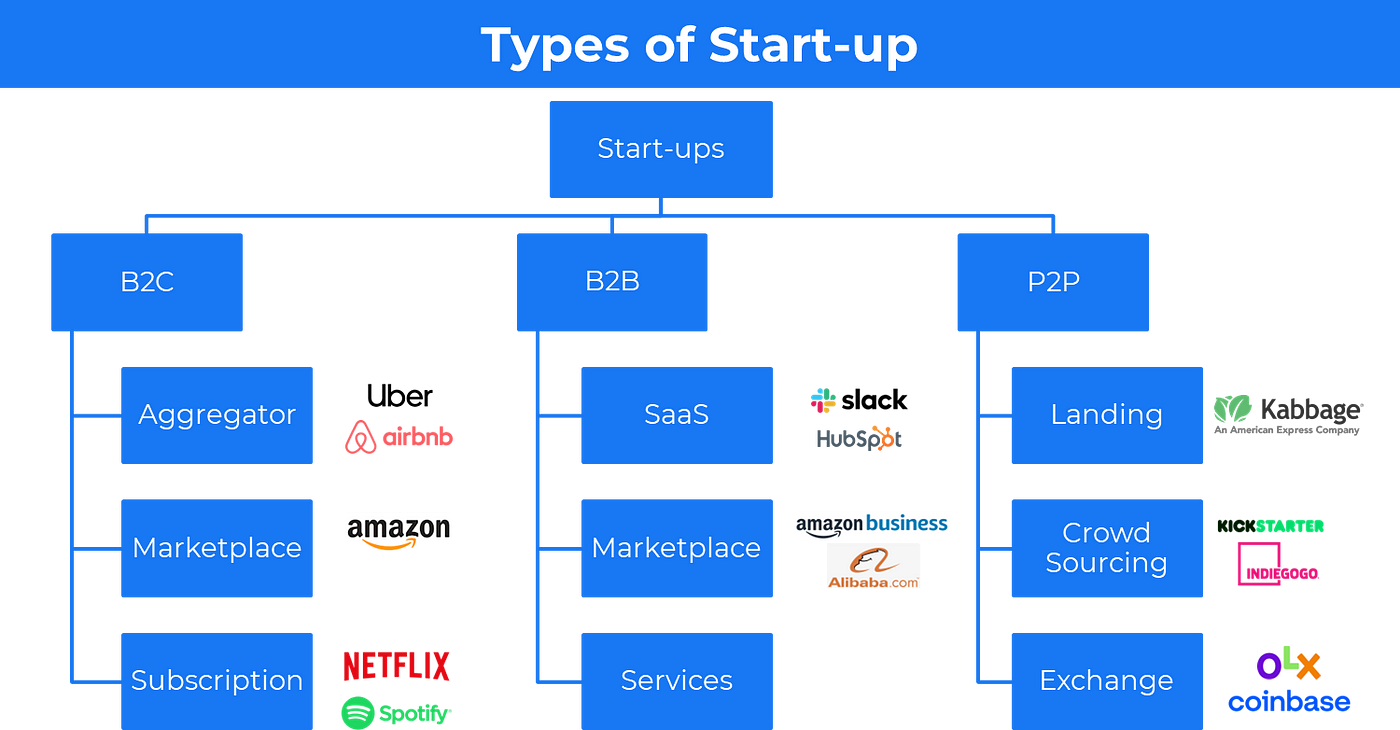 Types of Start-up
Start-ups
B2C
B2B
P2P
Aggregator
Uber
airbnb
SaaS
slack
HubSpot
Landing
Kabbage®
An American Express Company
Marketplace
amazon
Marketplace
amazon business
Alibaba.com
Crowd
Sourcing
KICKSTARTER
INDIEGOGO
Subscription
NETFLIX
Spotify®
Services
Exchange
OLX
coinbase